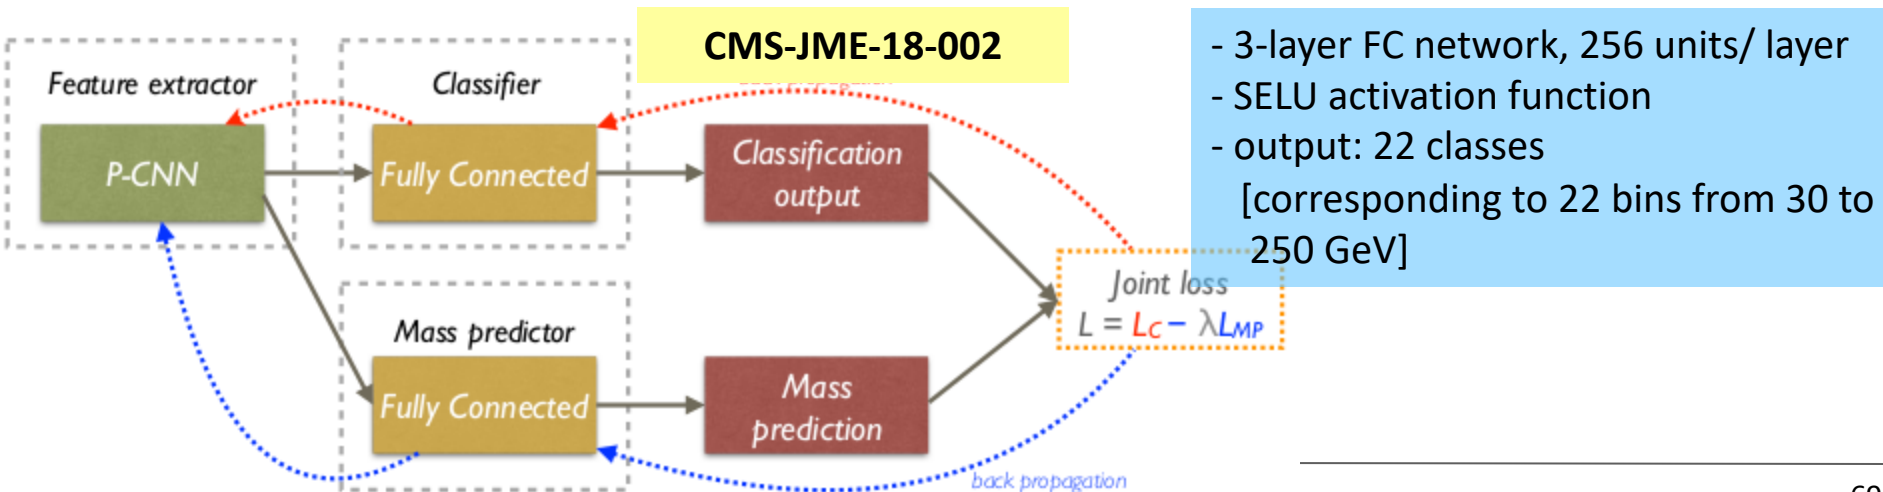 CMS-JME-18-002
Feature extractor
Classifier
P-CNN
Fully Connected
Classification
output
Mass predictor
Fully Connected
Mass
prediction
Joint loss
L = LC − λLMP
back propagation
- 3-layer FC network, 256 units/ layer
- SELU activation function
- output: 22 classes
[corresponding to 22 bins from 30 to
250 GeV]